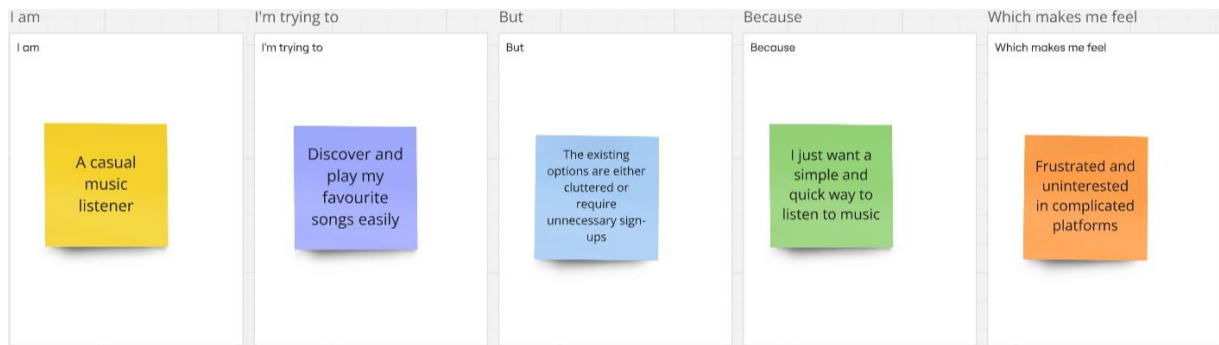 I am
I'm trying to
But
Because
Which makes me feel
I am
I'm trying to
But
Because
Which makes me feel
A casual
music
listener
Discover and
play my
favourite
songs easily
The existing
options are either
cluttered or
require
unnecessary sign-
ups
I just want a
simple and
quick way to
listen to music
Frustrated and
uninterested
in complicated
platforms